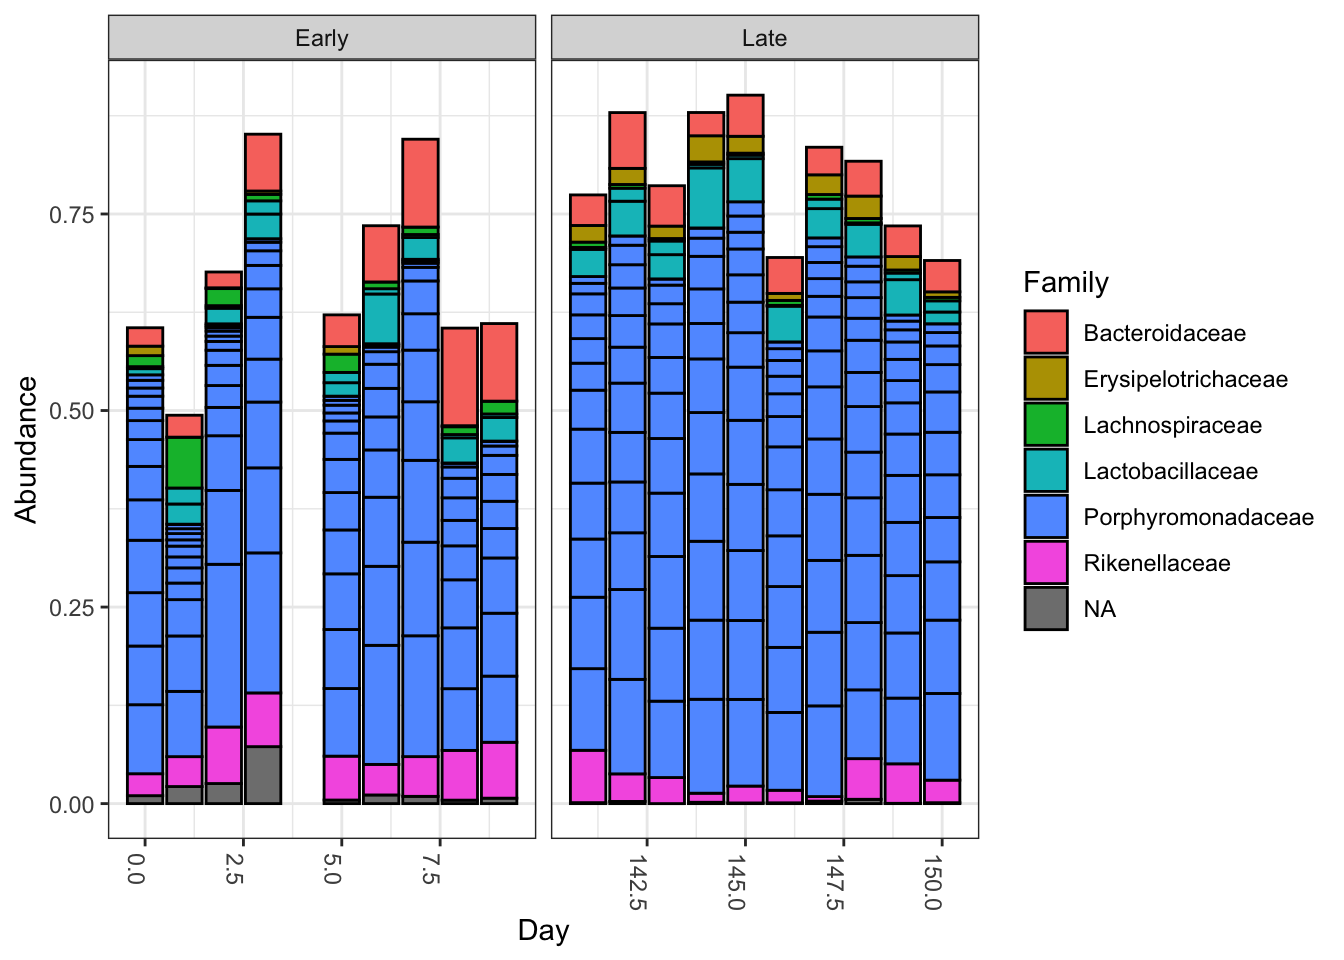 Early
Late
Abundance
0.75
0.50
0.25
0.00
0.0
2.5
5.0
7.5
142.5
145.0
147.5
150.0
Day
Family
Bacteroidaceae
Erysipelotrichaceae
Lachnospiraceae
Lactobacillaceae
Porphyromonadaceae
Rikenellaceae
NA